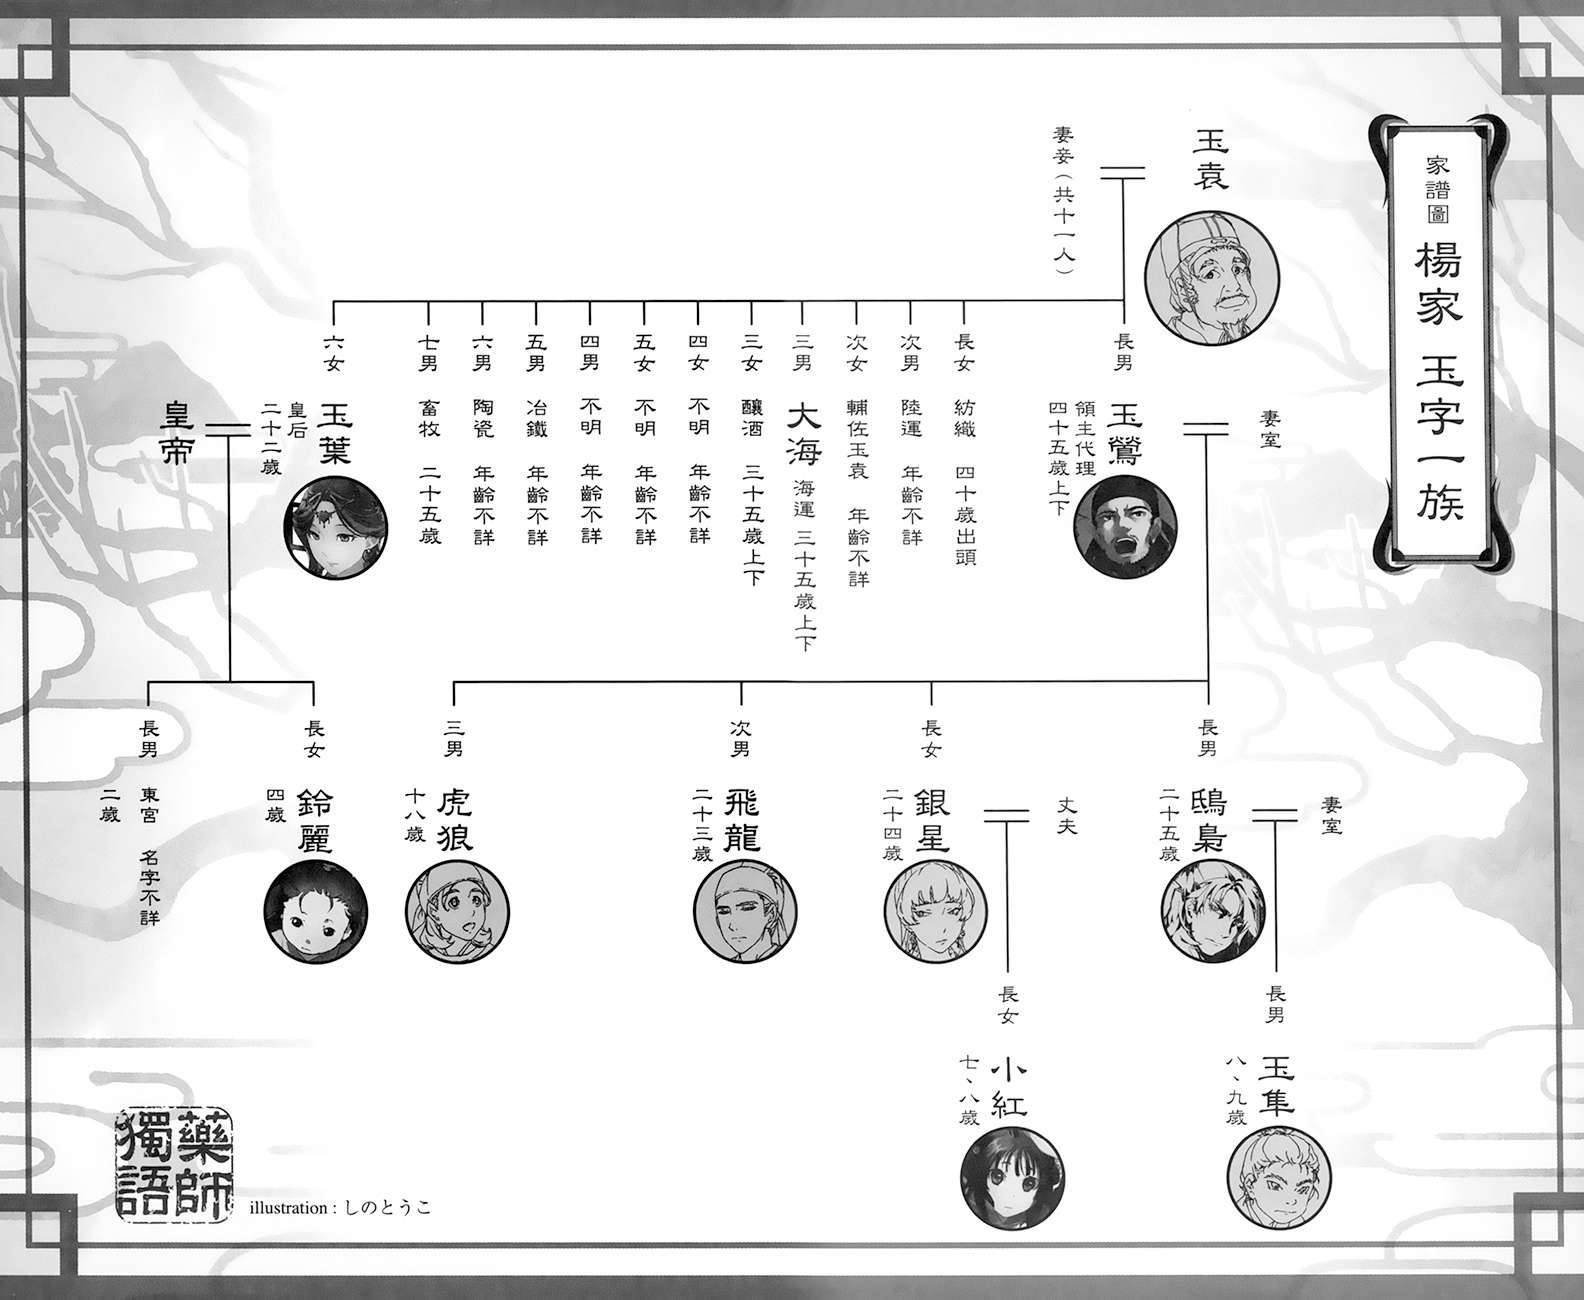 家譜圖 楊家 玉字一族
玉袁
妻妾（共十一人）
長男
玉鶯
領主代理
四十五歲上下
妻室
長女 紡織 四十歲出頭
次男 陸運 年齡不詳
次女 輔佐玉袁 年齡不詳
三男 大海 海運 三十五歲上下
三女 釀酒 三十五歲上下
四女 不明 年齡不詳
五女 不明 年齡不詳
四男 不明 年齡不詳
五男 冶鐵 年齡不詳
六男 陶瓷 年齡不詳
七男 畜牧 二十五歲
六女
玉葉
皇后
二十二歲
皇帝
長男
鴟梟
二十五歲
妻室
長女
銀星
二十四歲
丈夫
次男
飛龍
二十三歲
三男
虎狼
十八歲
長女
鈴麗
四歲
長男
東宮 名字不詳
二歲
長男
玉隼
八、九歲
長女
小紅
七、八歲
藥師
獨語
illustration : しのとうこ